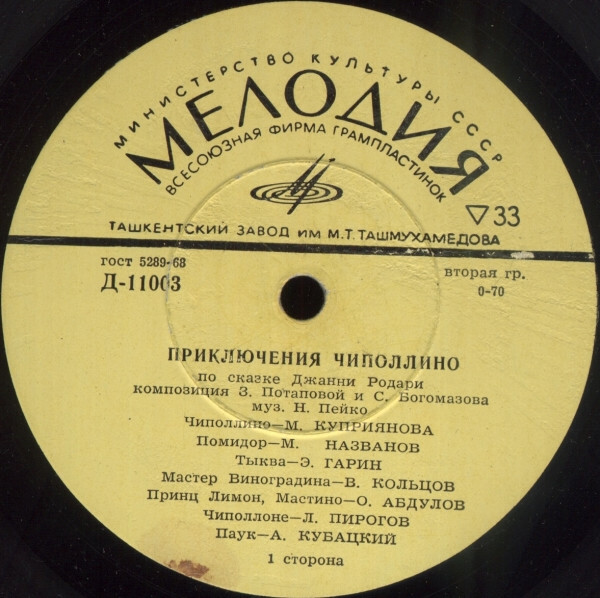 МИНИСТЕРСТВО КУЛЬТУРЫ СССР
МЕЛОДИЯ
ВСЕСОЮЗНАЯ ФИРМА ГРАМПЛАСТИНОК
▽33
ТАШКЕНТСКИЙ ЗАВОД ИМ М.Т.ТАШМУХАМЕДОВА
ГОСТ 5289-68
Д-11003
вторая гр.
0-70
ПРИКЛЮЧЕНИЯ ЧИПОЛЛИНО
по сказке Джанни Родари
композиция З. Потаповой и С. Богомазова
муз. Н. Пейко
Чиполлино—М. КУПРИЯНОВА
Помидор—М. НАЗВАНОВ
Тыква—Э. ГАРИН
Мастер Виноградина—В. КОЛЬЦОВ
Принц Лимон, Мастино—О. АБДУЛОВ
Чиполлоне—Л. ПИРОГОВ
Паук—А. КУБАЦКИЙ
1 сторона